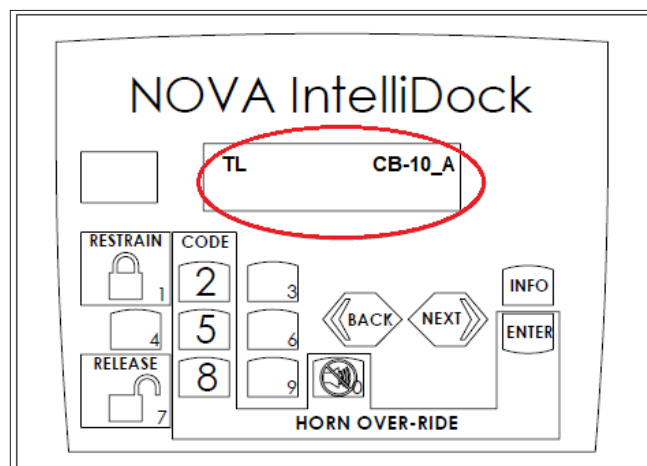 NOVA IntelliDock
TL CB-10_A
RESTRAIN CODE
1 2 3
INFO
BACK NEXT
4 5 6
ENTER
RELEASE
7 8 9 0
HORN OVER-RIDE